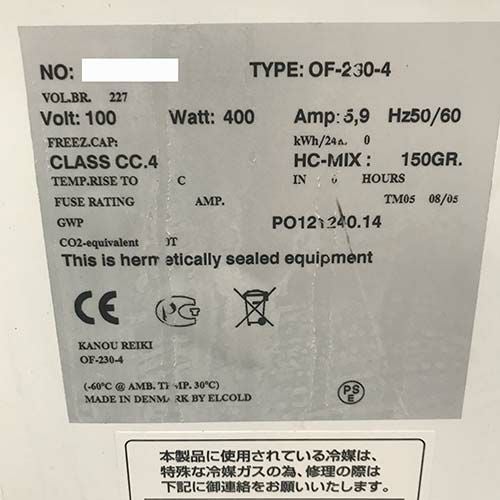 NO: TYPE: OF-230-4
VOL.BR. 227
Volt: 100 Watt: 400 Amp: 5,9 Hz50/60
FREEZ.CAP: kWh/24h. 0
CLASS CC.4 HC-MIX : 150GR.
TEMP.RISE TO C IN HOURS
FUSE RATING AMP. TM05 08/05
GWP PO121240.14
CO2-equivalent OT
This is hermetically sealed equipment
CE PC
KANOU REIKI
OF-230-4
(-60°C @ AMB. TEMP. 30°C)
MADE IN DENMARK BY ELCOLD
PS
E
本製品に使用されている冷媒は、
特殊な冷媒ガスの為、修理の際は
下記に御連絡をお願いします。